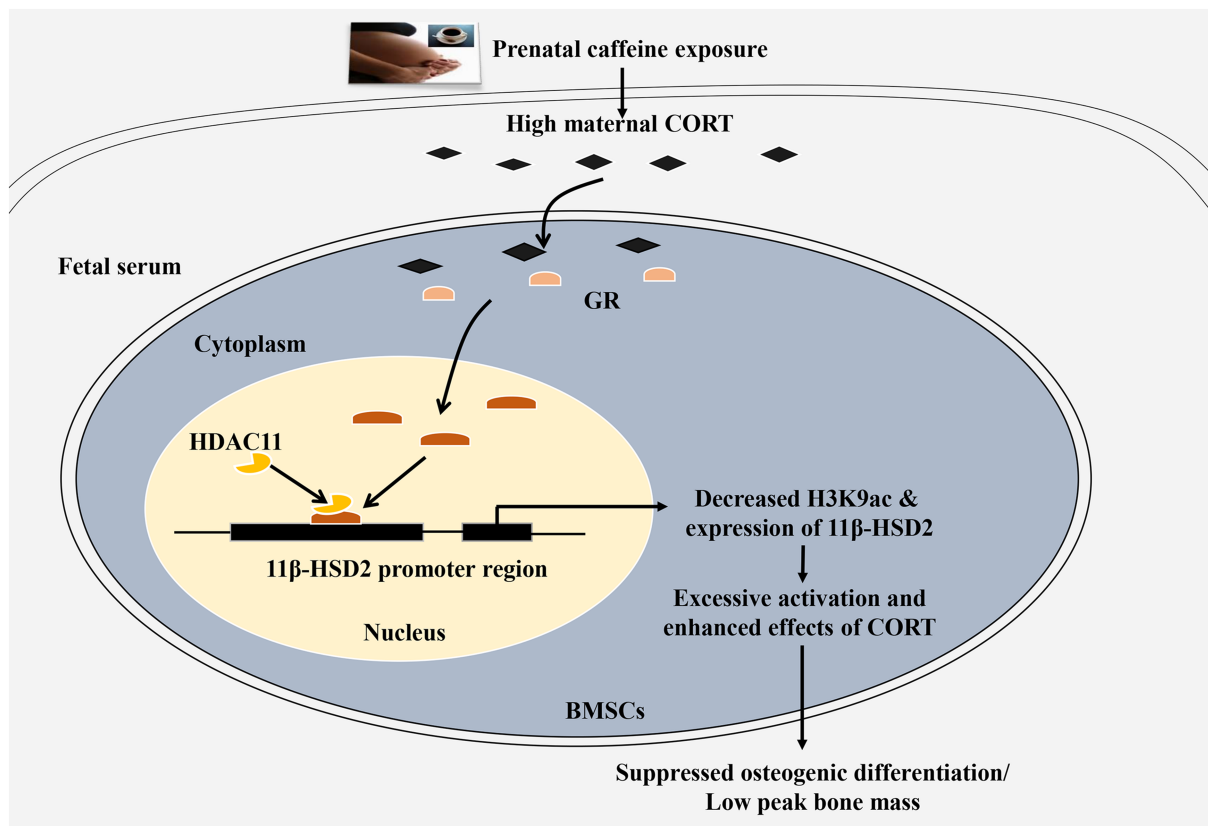 Prenatal caffeine exposure
High maternal CORT
Fetal serum
GR
Cytoplasm
HDAC11
11β-HSD2 promoter region
Nucleus
Decreased H3K9ac &
expression of 11β-HSD2
Excessive activation and
enhanced effects of CORT
BMSCs
Suppressed osteogenic differentiation/
Low peak bone mass